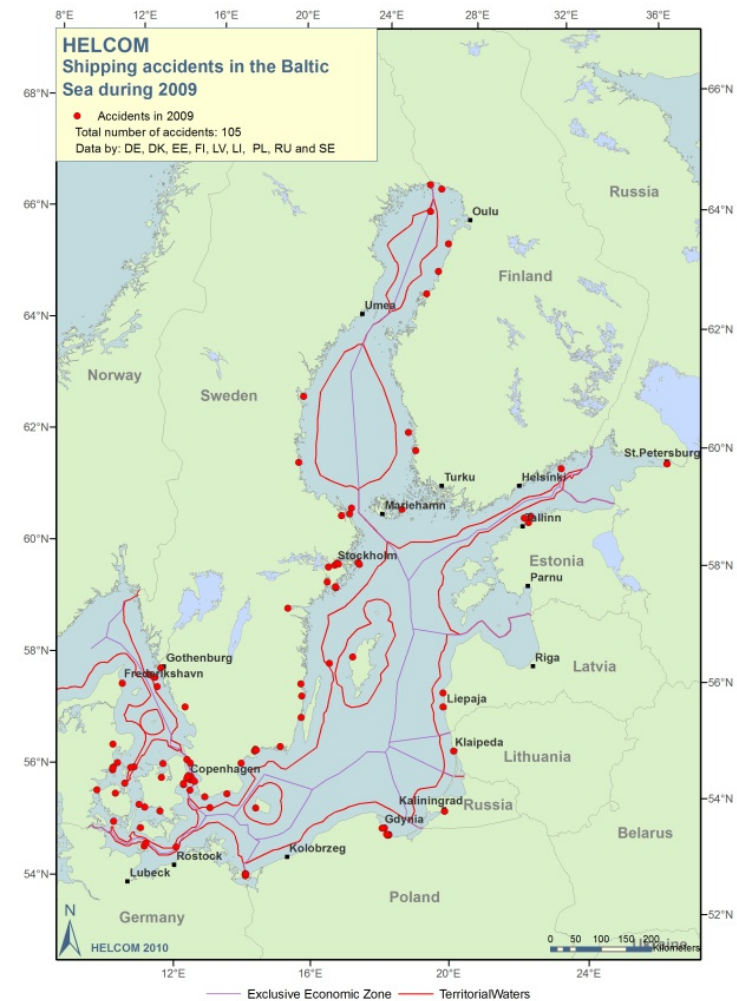 8°E 12°E 16°E 20°E 24°E 28°E 32°E 36°E
HELCOM
Shipping accidents in the Baltic
Sea during 2009
Accidents in 2009
Total number of accidents: 105
Data by: DE, DK, EE, FI, LV, LI, PL, RU and SE
68°N
66°N
Russia
66°N
Oulu
64°N
Finland
64°N
Umea
62°N
Norway
Sweden
62°N
60°N
St.Petersburg
Turku
Helsinki
Mariehamn
Tallinn
60°N
Stockholm
Estonia
58°N
Parnu
58°N
Gothenburg
Riga
Latvia
Frederikshavn
56°N
Liepaja
Klaipeda
56°N
Lithuania
Copenhagen
Kaliningrad
Russia
54°N
Gdynia
Belarus
Kolobrzeg
Rostock
54°N
Lubeck
Poland
N
Germany
52°N
0 50 100 150 200
Kilometers
Ukraine
HELCOM 2010
12°E 16°E 20°E 24°E
Exclusive Economic Zone
TerritorialWaters